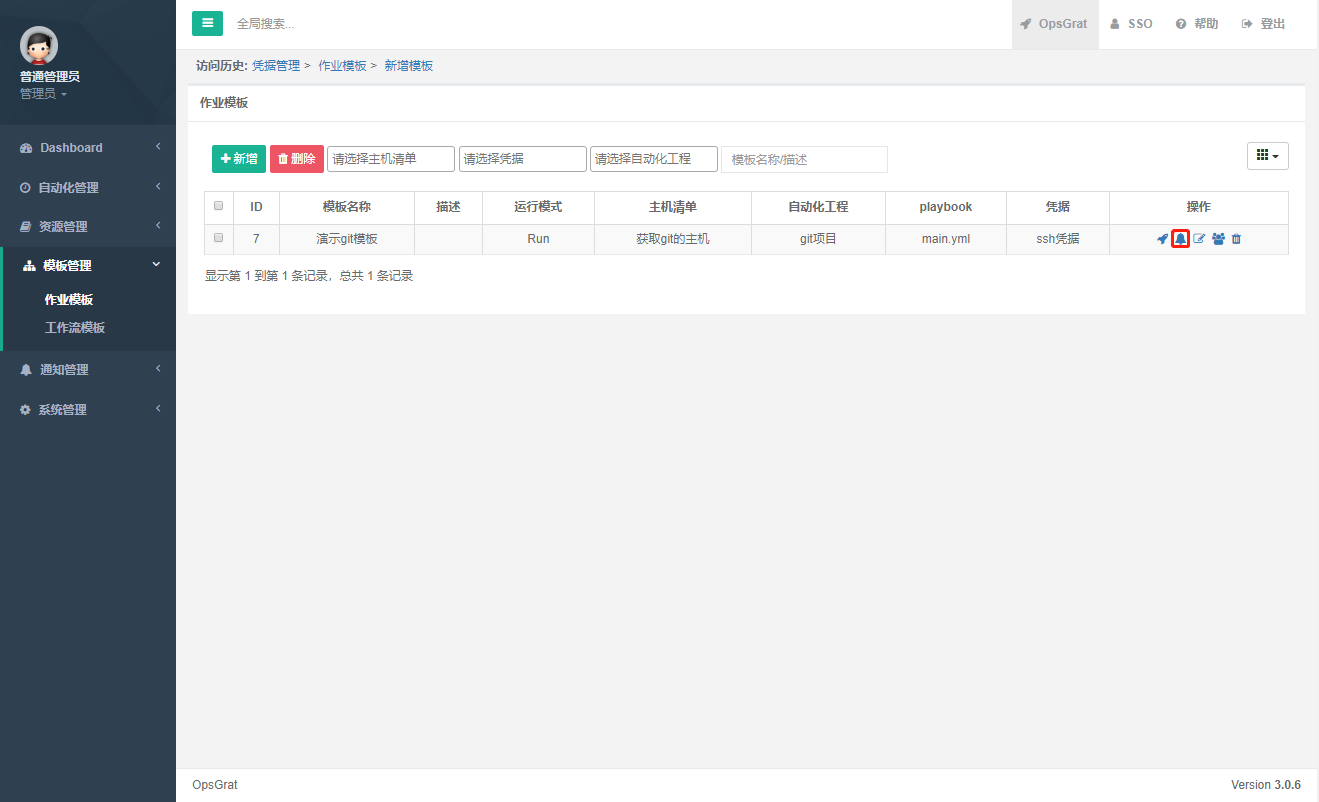 全局搜索...
OpsGrat
SSO
帮助
登出
普通管理员
管理员
Dashboard
自动化管理
资源管理
模板管理
作业模板
工作流模板
通知管理
系统管理
访问历史: 凭据管理 > 作业模板 > 新增模板
作业模板
新增 删除 请选择主机清单 请选择凭据 请选择自动化工程 模板名称/描述
ID 模板名称 描述 运行模式 主机清单 自动化工程 playbook 凭据 操作
7 演示git模板 Run 获取git的主机 git项目 main.yml ssh凭据
显示第 1 到第 1 条记录，总共 1 条记录
OpsGrat
Version 3.0.6